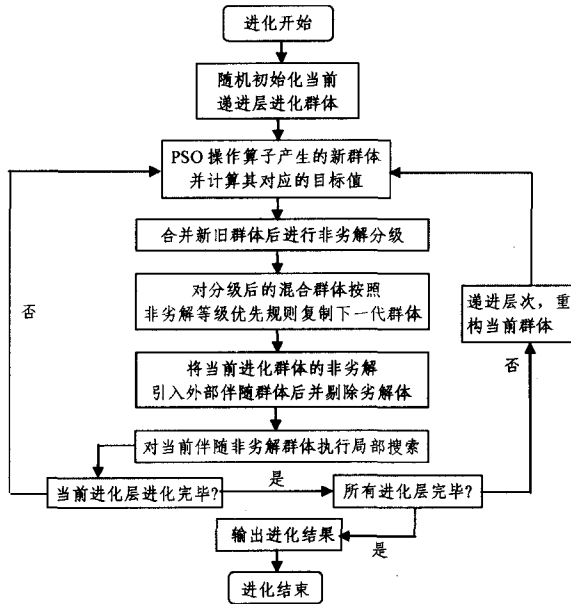 进化开始
随机初始化当前
递进层进化群体
PSO 操作算子产生的新群体
并计算其对应的目标值
合并新旧群体后进行非劣解分级
对分级后的混合群体按照
非劣解等级优先规则复制下一代群体
否
递进层次，重
构当前群体
否
将当前进化群体的非劣解
引入外部伴随群体后并剔除劣解体
对当前伴随非劣解群体执行局部搜索
当前进化层进化完毕?
是
所有进化层完毕?
输出进化结果
是
进化结束